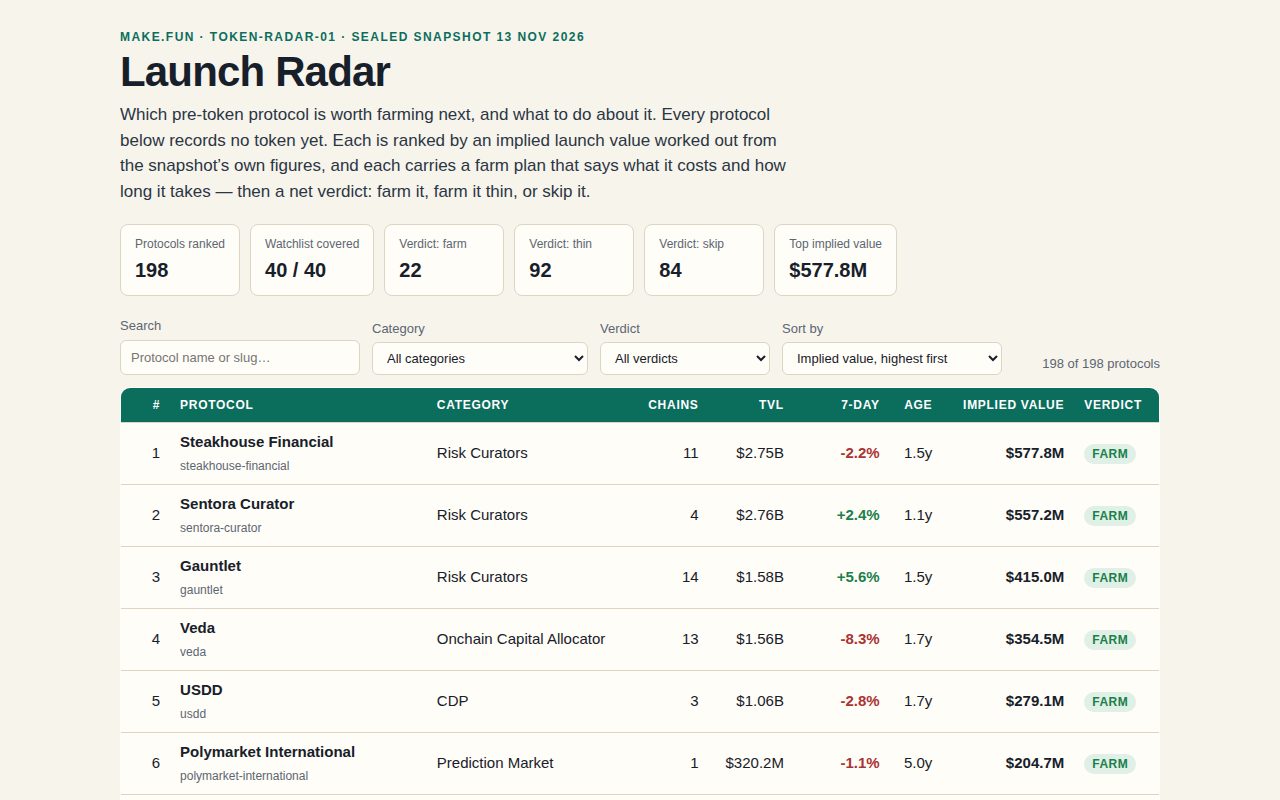 MAKE.FUN · TOKEN-RADAR-01 · SEALED SNAPSHOT 13 NOV 2026
Launch Radar
Which pre-token protocol is worth farming next, and what to do about it. Every protocol
below records no token yet. Each is ranked by an implied launch value worked out from
the snapshot's own figures, and each carries a farm plan that says what it costs and how
long it takes — then a net verdict: farm it, farm it thin, or skip it.
Protocols ranked Watchlist covered Verdict: farm Verdict: thin Verdict: skip Top implied value
198 40 / 40 22 92 84 $577.8M
Search Category Verdict Sort by
Protocol name or slug… All categories All verdicts Implied value, highest first 198 of 198 protocols
# PROTOCOL CATEGORY CHAINS TVL 7-DAY AGE IMPLIED VALUE VERDICT
1 Steakhouse Financial Risk Curators 11 $2.75B -2.2% 1.5y $577.8M FARM
steakhouse-financial
2 Sentora Curator Risk Curators 4 $2.76B +2.4% 1.1y $557.2M FARM
sentora-curator
3 Gauntlet Risk Curators 14 $1.58B +5.6% 1.5y $415.0M FARM
gauntlet
4 Veda Onchain Capital Allocator 13 $1.56B -8.3% 1.7y $354.5M FARM
veda
5 USDD CDP 3 $1.06B -2.8% 1.7y $279.1M FARM
usdd
6 Polymarket International Prediction Market 1 $320.2M -1.1% 5.0y $204.7M FARM
polymarket-international